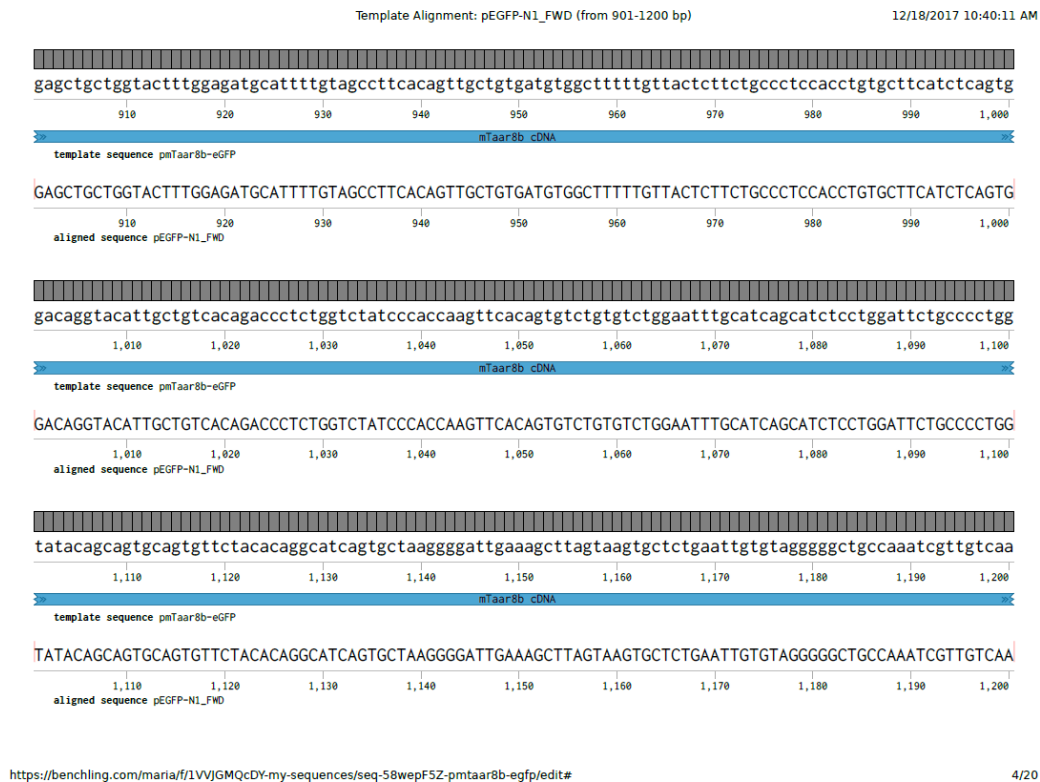 Template Alignment: pEGFP-N1_FWD (from 901-1200 bp) 12/18/2017 10:40:11 AM
gagctgctggtactttggagatgcattttgtagccttcacagttgctgtgatgtggctttttgttactcttctgccctccacctgtgcttcatctcagtg
910 920 930 940 950 960 970 980 990 1,000
mTaar8b cDNA
template sequence pmTaar8b-eGFP
GAGCTGCTGGTACTTTGGAGATGCATTTTGTAGCCTTCACAGTTGCTGTGATGTGGCTTTTTGTTACTCTTCTGCCCTCCACCTGTGCTTCATCTCAGTG
910 920 930 940 950 960 970 980 990 1,000
aligned sequence pEGFP-N1_FWD
gacaggtacattgctgtcacagaccctctggtctatcccaccaagttcacagtgtctgtgtctggaatttgcatcagcatctcctggattctgcccctgg
1,010 1,020 1,030 1,040 1,050 1,060 1,070 1,080 1,090 1,100
mTaar8b cDNA
template sequence pmTaar8b-eGFP
GACAGGTACATTGCTGTCACAGACCCTCTGGTCTATCCCACCAAGTTCACAGTGTCTGTGTCTGGAATTTGCATCAGCATCTCCTGGATTCTGCCCCTGG
1,010 1,020 1,030 1,040 1,050 1,060 1,070 1,080 1,090 1,100
aligned sequence pEGFP-N1_FWD
tatacagcagtgcagtgttctacacaggcatcagtgctaaggggattgaaagcttagtaagtgctctgaattgtgtagggggctgccaaatcgttgtcaa
1,110 1,120 1,130 1,140 1,150 1,160 1,170 1,180 1,190 1,200
mTaar8b cDNA
template sequence pmTaar8b-eGFP
TATACAGCAGTGCAGTGTTCTACACAGGCATCAGTGCTAAGGGGATTGAAAGCTTAGTAAGTGCTCTGAATTGTGTAGGGGGCTGCCAAATCGTTGTCAA
1,110 1,120 1,130 1,140 1,150 1,160 1,170 1,180 1,190 1,200
aligned sequence pEGFP-N1_FWD
https://benchling.com/maria/f/1VVJGMQcDY-my-sequences/seq-58wepF5Z-pmtaar8b-egfp/edit# 4/20